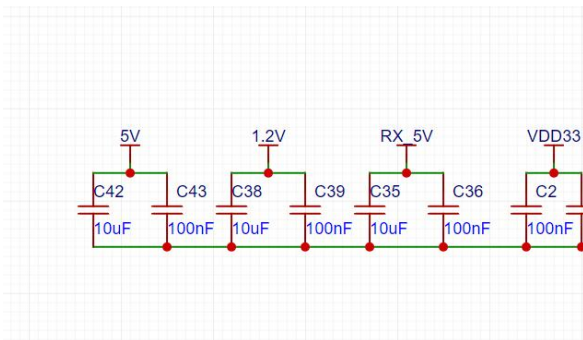 5V 1.2V RX_5V VDD33
C42 C43 C38 C39 C35 C36 C2
10uF 100nF 10uF 100nF 10uF 100nF 100nF